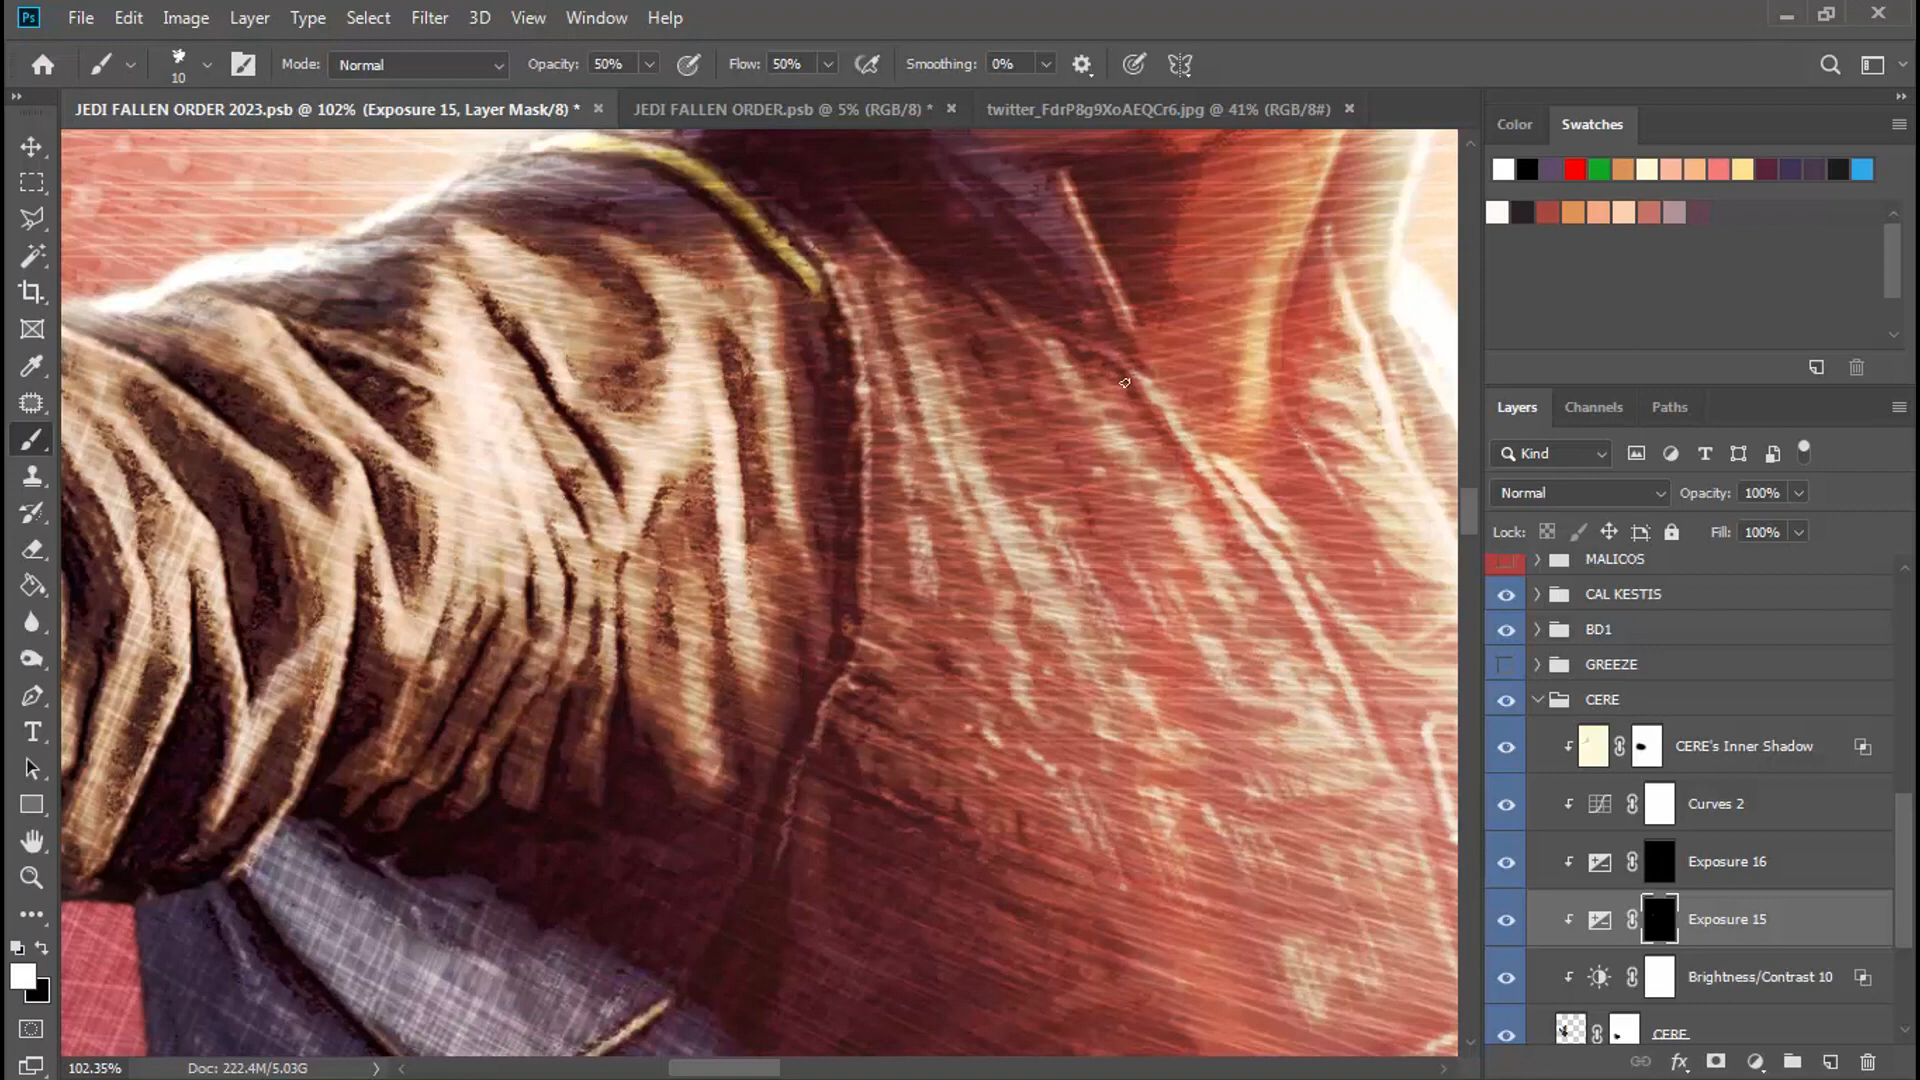 Ps File Edit Image Layer Type Select Filter 3D View Window Help
10 Mode: Normal Opacity: 50% Flow: 50% Smoothing: 0%
JEDI FALLEN ORDER 2023.psb @ 102% (Exposure 15, Layer Mask/8) * JEDI FALLEN ORDER.psb @ 5% (RGB/8) * twitter_FdrP8g9XoAEQCr6.jpg @ 41% (RGB/8#)
Color Swatches
Layers Channels Paths
Kind
Normal Opacity: 100%
Lock: Fill: 100%
MALICOS
CAL KESTIS
BD1
GREEZE
CERE
CERE's Inner Shadow
Curves 2
Exposure 16
Exposure 15
Brightness/Contrast 10
CERE
102.35% Doc: 222.4M/5.03G